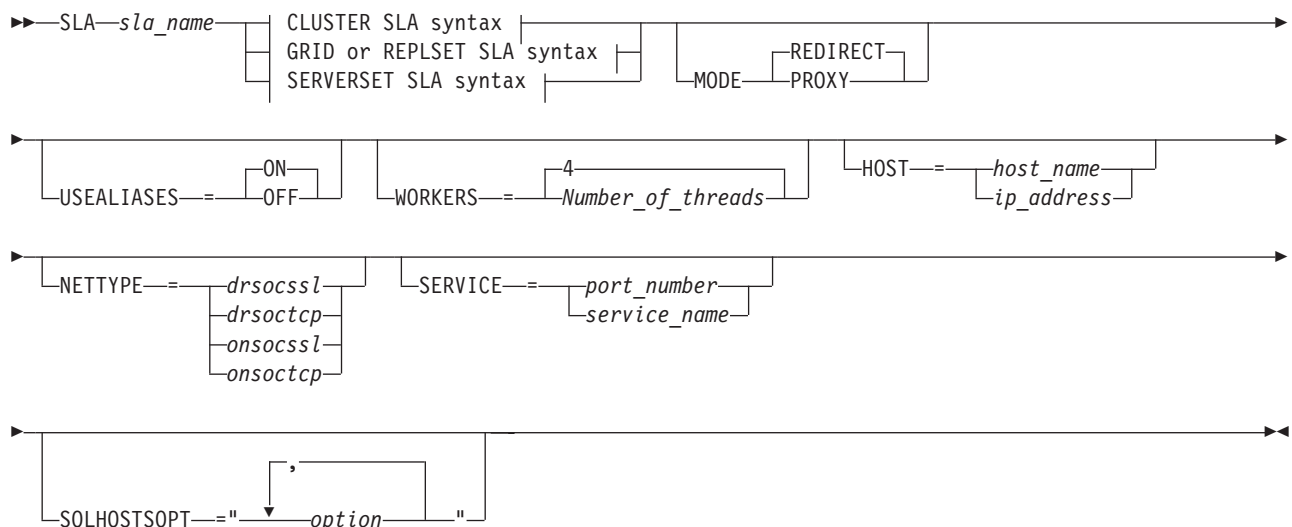 SLA sla_name CLUSTER SLA syntax
GRID or REPLSET SLA syntax
SERVERSET SLA syntax
REDIRECT
MODE PROXY
ON
USEALIASES = OFF
4
WORKERS = Number_of_threads
HOST = host_name
ip_address
NETTYPE = drsocssl
drsoctcp
onsocssl
onsoctcp
SERVICE = port_number
service_name
,
SQLHOSTSOPT =" option "